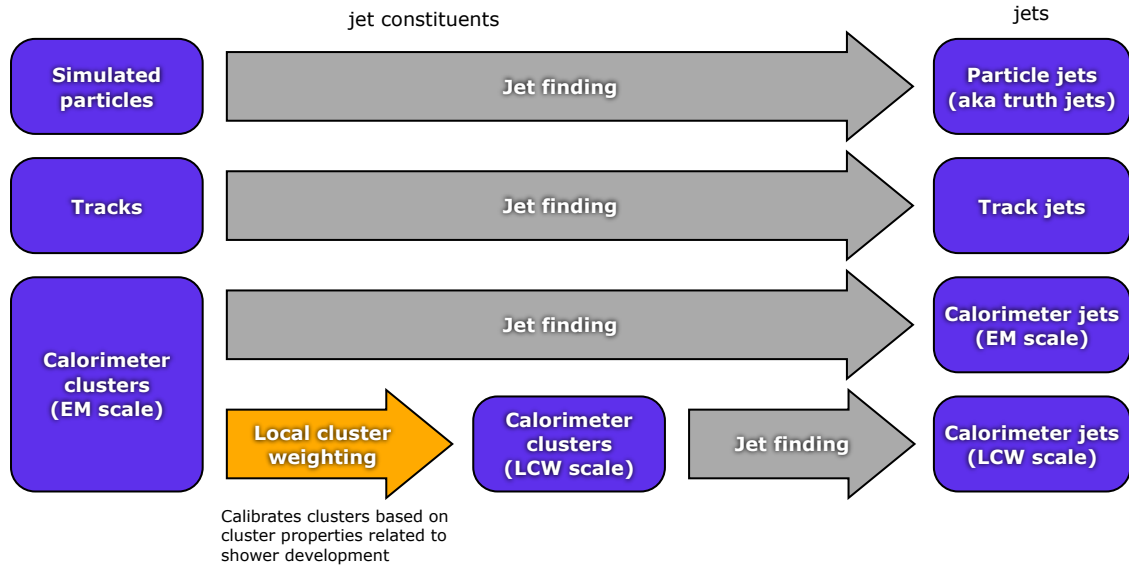 jet constituents
jets
Simulated
particles
Jet finding
Particle jets
(aka truth jets)
Tracks
Jet finding
Track jets
Calorimeter
clusters
(EM scale)
Jet finding
Calorimeter jets
(EM scale)
Local cluster
weighting
Calorimeter
clusters
(LCW scale)
Jet finding
Calorimeter jets
(LCW scale)
Calibrates clusters based on
cluster properties related to
shower development